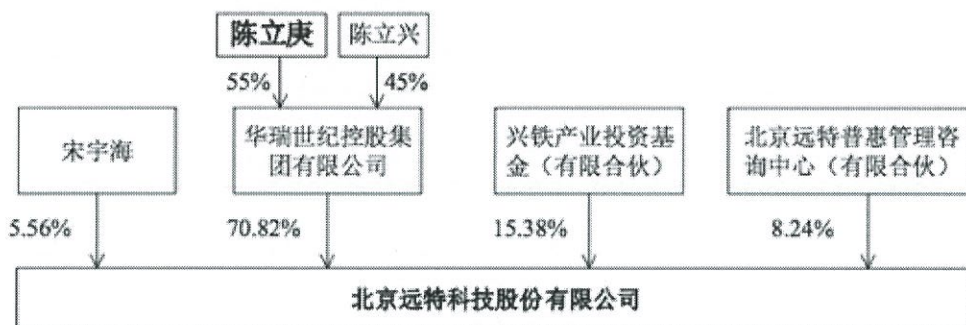 陈立庚
陈立兴
55%
45%
宋宇海
华瑞世纪控股集
团有限公司
兴铁产业投资基
金（有限合伙）
北京远特普惠管理咨
询中心（有限合伙）
5.56%
70.82%
15.38%
8.24%
北京远特科技股份有限公司